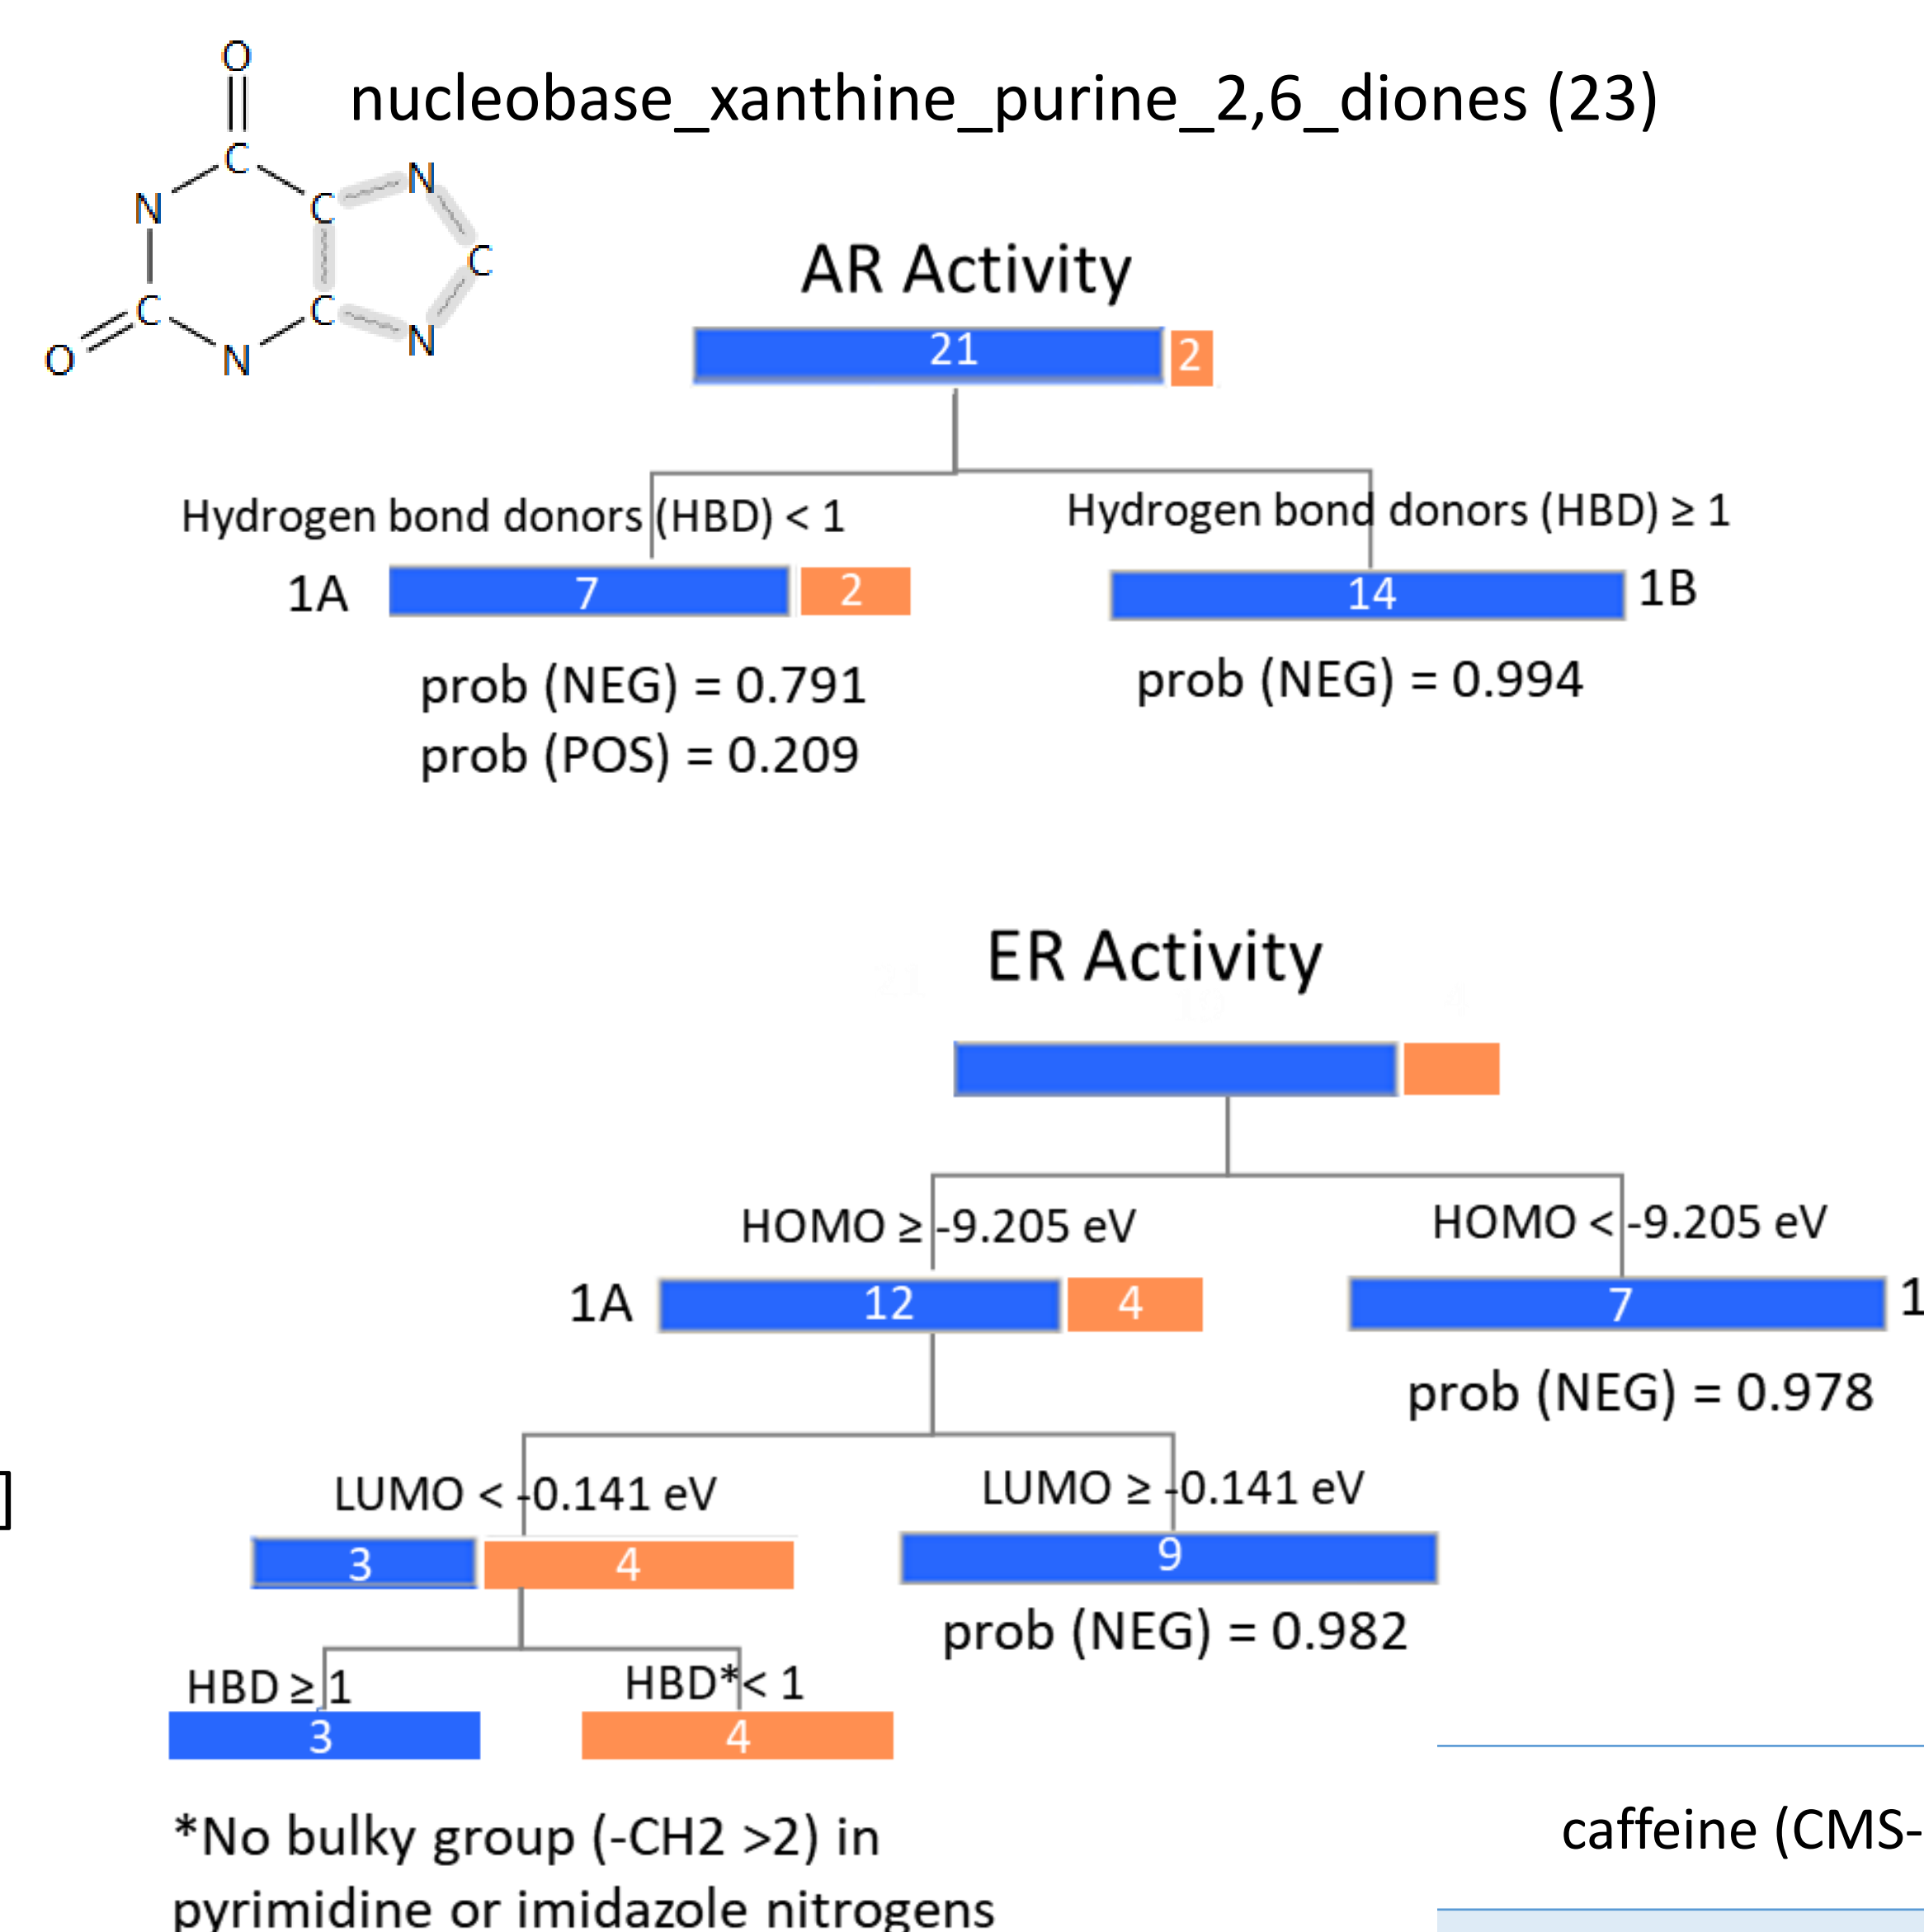 O
nucleobase_xanthine_purine_2,6_diones (23)
C
N
N
C
C
C
C
O
N
N
AR Activity
21 2
Hydrogen bond donors (HBD) < 1
Hydrogen bond donors (HBD) ≥ 1
1A 7 2
14 1B
prob (NEG) = 0.791
prob (POS) = 0.209
prob (NEG) = 0.994
ER Activity
HOMO ≥ -9.205 eV
HOMO < -9.205 eV
1A 12 4
7 1
prob (NEG) = 0.978
]
LUMO < -0.141 eV
LUMO ≥ -0.141 eV
3 4
9
prob (NEG) = 0.982
HBD ≥ 1
HBD* < 1
3
4
*No bulky group (-CH2 >2) in
pyrimidine or imidazole nitrogens
caffeine (CMS-